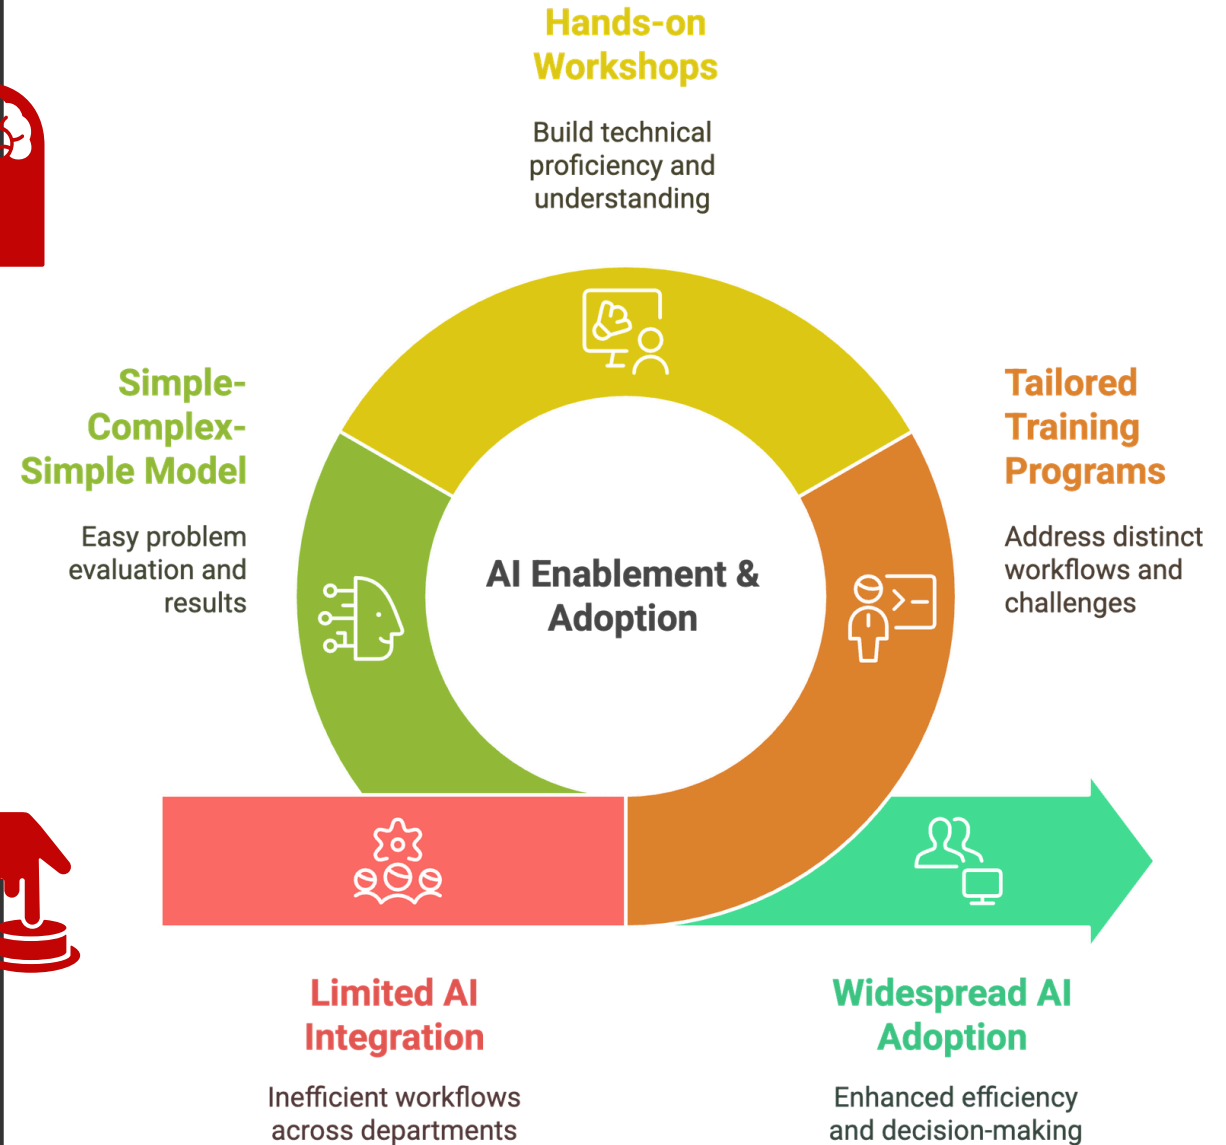 Hands-on
Workshops
Build technical
proficiency and
understanding
Simple-
Complex-
Simple Model
Easy problem
evaluation and
results
Tailored
Training
Programs
Address distinct
workflows and
challenges
AI Enablement &
Adoption
Limited AI
Integration
Inefficient workflows
across departments
Widespread AI
Adoption
Enhanced efficiency
and decision-making